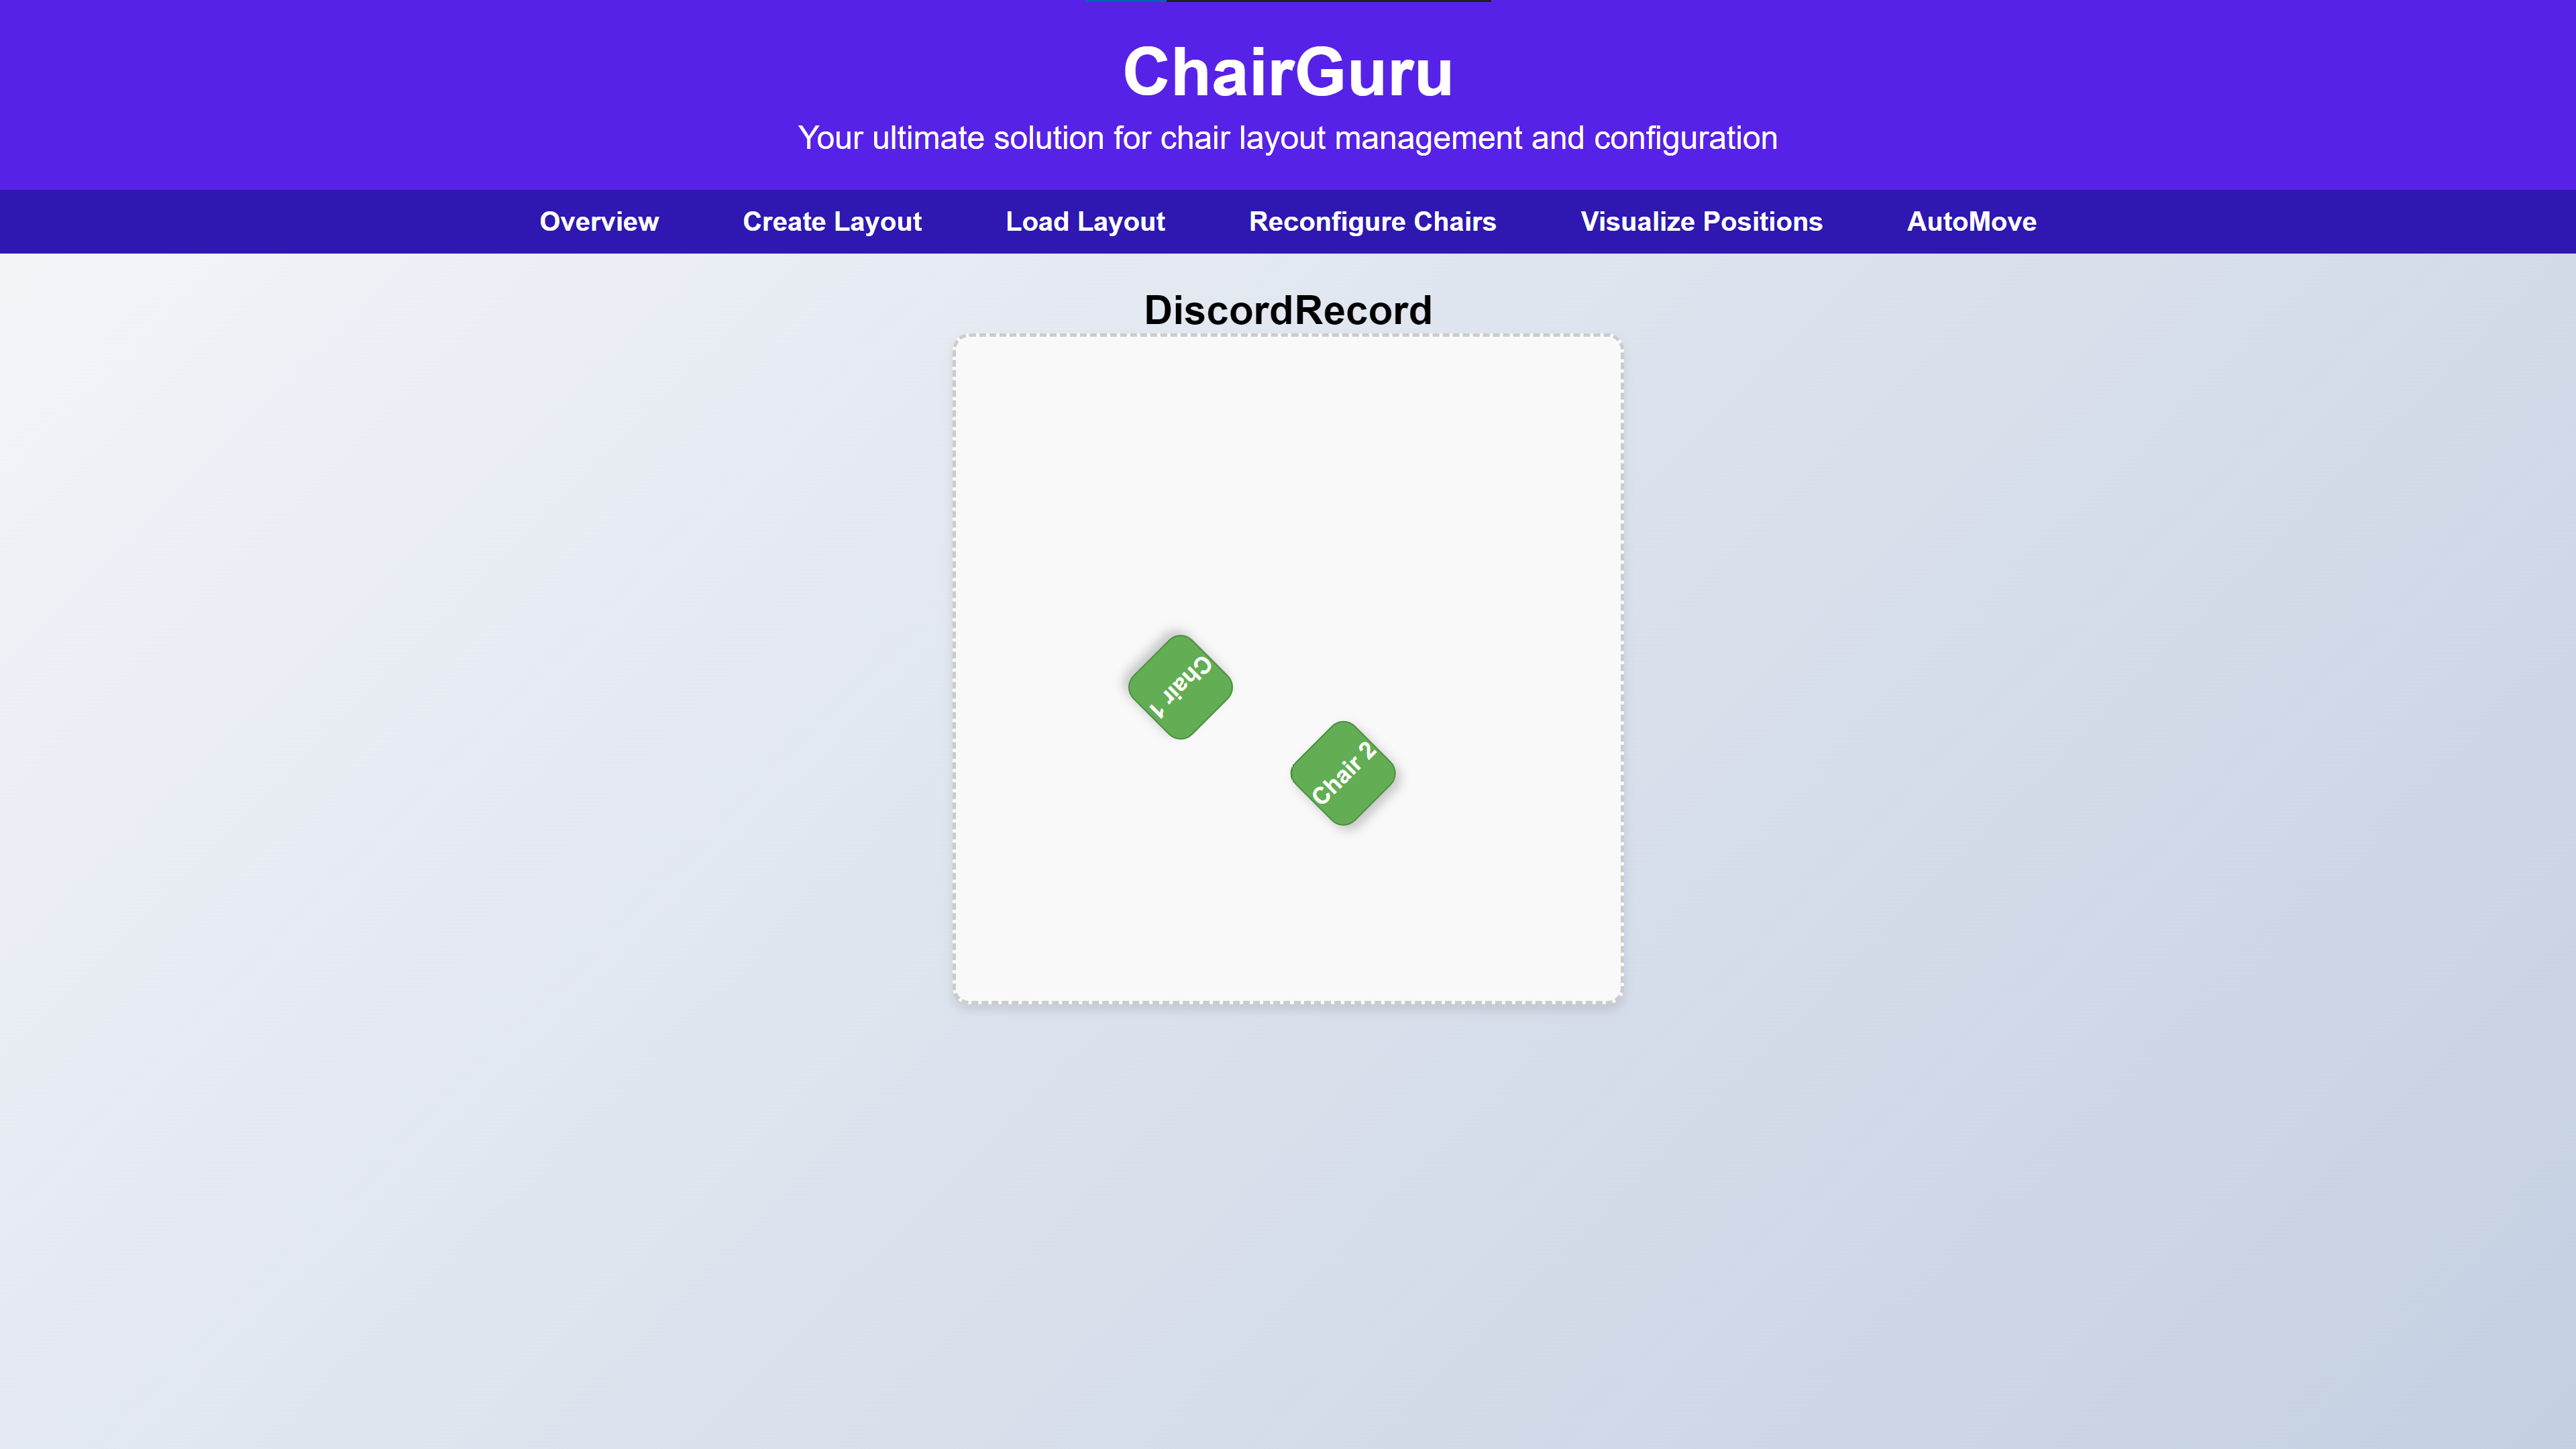 ChairGuru
Your ultimate solution for chair layout management and configuration
Overview Create Layout Load Layout Reconfigure Chairs Visualize Positions AutoMove
DiscordRecord
Chair 1
Chair 2